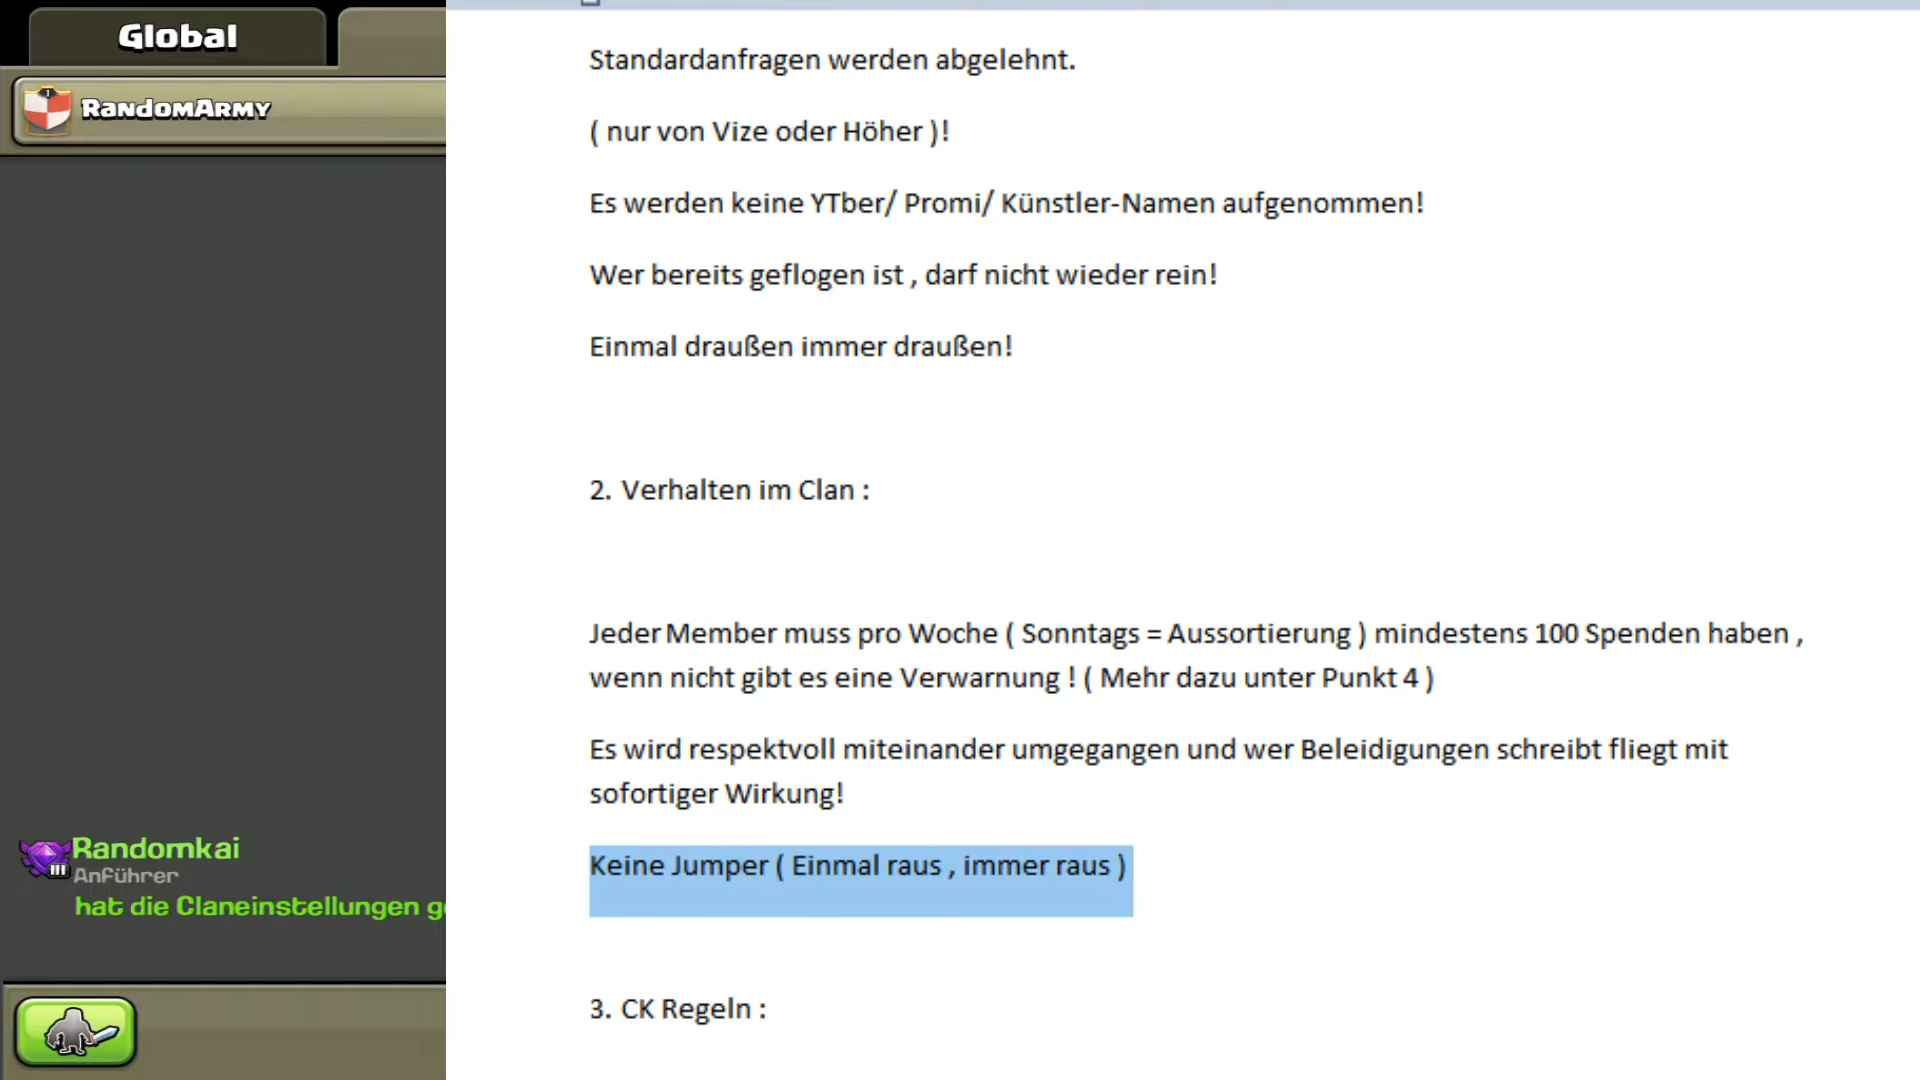 Global
RandomArmy
Randomkai
Anführer
hat die Claneinstellungen
Standardanfragen werden abgelehnt.
( nur von Vize oder Höher )!
Es werden keine YTber/ Promi/ Künstler-Namen aufgenommen!
Wer bereits geflogen ist , darf nicht wieder rein!
Einmal draußen immer draußen!
2. Verhalten im Clan :
Jeder Member muss pro Woche ( Sonntags = Aussortierung ) mindestens 100 Spenden haben ,
wenn nicht gibt es eine Verwarnung ! ( Mehr dazu unter Punkt 4 )
Es wird respektvoll miteinander umgegangen und wer Beleidigungen schreibt fliegt mit
sofortiger Wirkung!
Keine Jumper ( Einmal raus , immer raus )
3. CK Regeln :